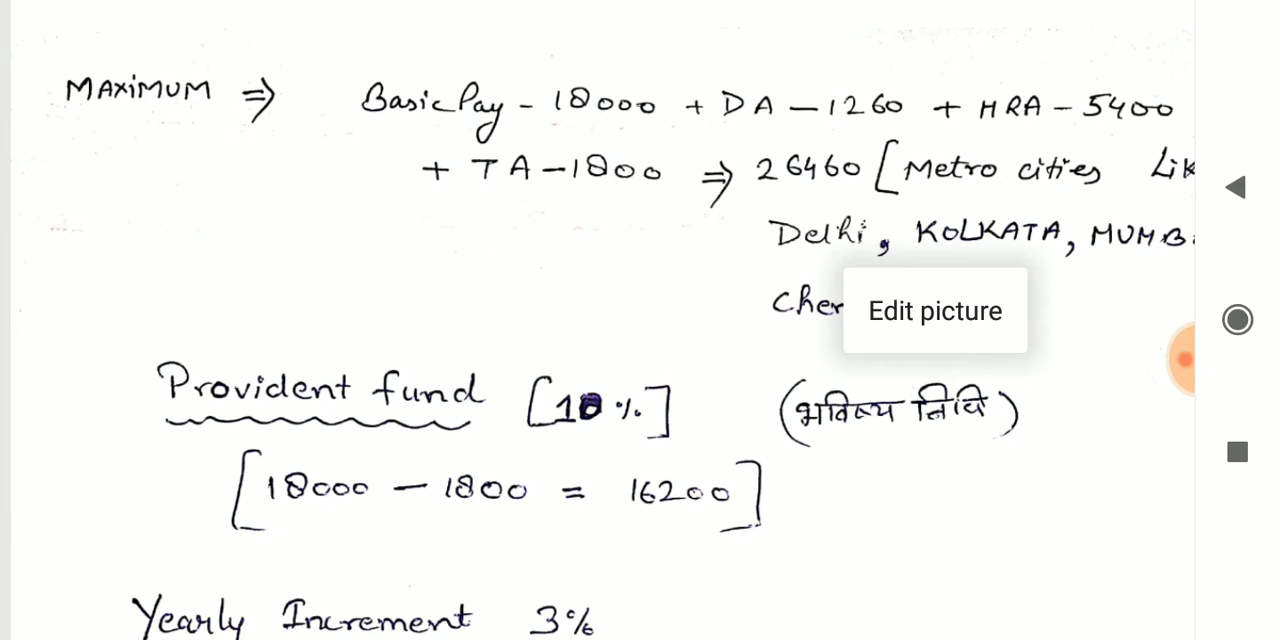 MAXiMUM ⇒ Basic Pay - 18000 + DA - 1260 + HRA - 5400
+ TA - 1800 ⇒ 26460 [Metro cities
Delhi, KOLKATA,
Edit picture
Provident fund [10%] (भविष्य निधि)
[18000 - 1800 = 16200]
Yearly Increment 3%